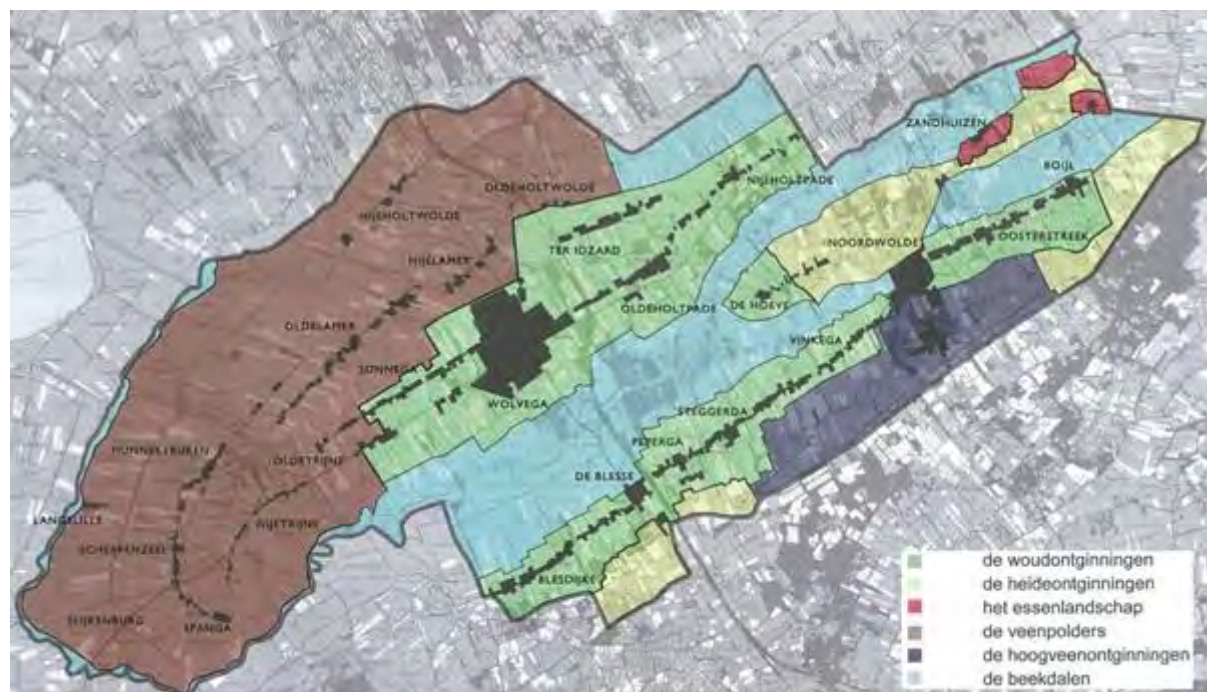 ZANDHUIZEN
BOIJL
OLDEHOLTWOLDE
NIJEHOLTPADE
NIJEHOLTWOLDE
NOORDWOLDE
OOSTERSTREEK
TER IDZARD
NIJELAMER
OLDEHOLTPADE
DE HOEVE
OLDELAMER
VINKEGA
SONNEGA
WOLVEGA
STEGGERDA
PEPERGA
MUNNEKEBUREN
OLDETRIJNE
DE BLESSE
LANGELILLE
NIJETRIJNE
SCHERPENZEEL
BLESDIJKE
SLIJKENBURG
SPANGA
de woudontginningen
de heideontginningen
het essenlandschap
de veenpolders
de hoogveenontginningen
de beekdalen